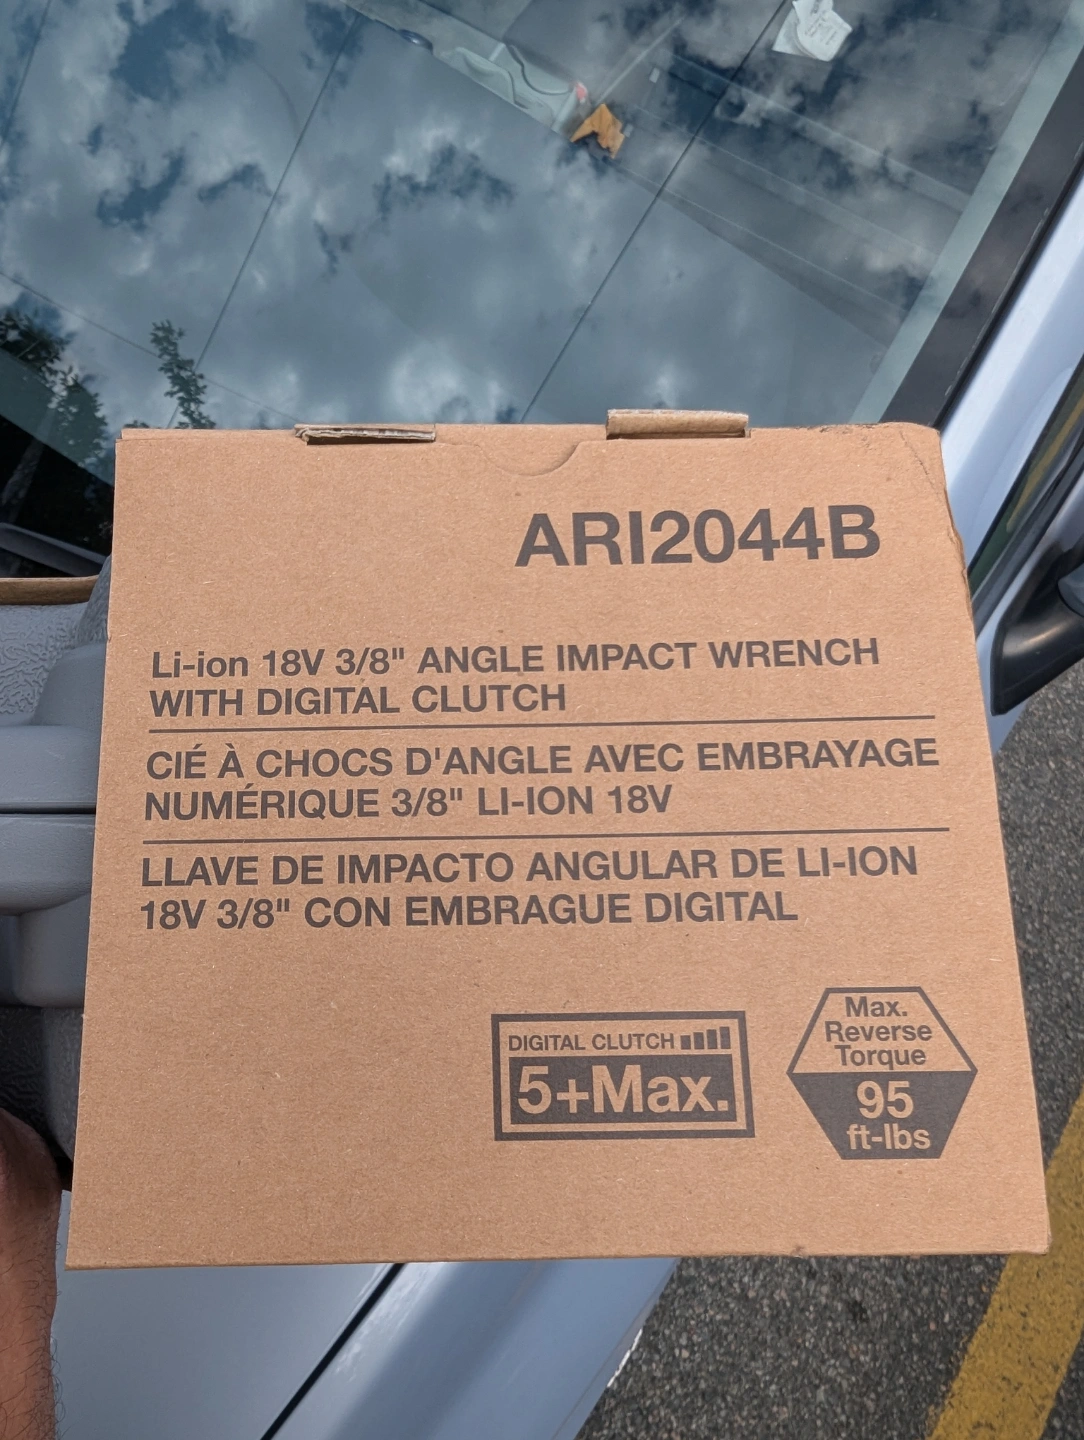 ARI2044B
Li-ion 18V 3/8" ANGLE IMPACT WRENCH
WITH DIGITAL CLUTCH
CIÉ À CHOCS D'ANGLE AVEC EMBRAYAGE
NUMÉRIQUE 3/8" LI-ION 18V
LLAVE DE IMPACTO ANGULAR DE LI-ION
18V 3/8" CON EMBRAGUE DIGITAL
DIGITAL CLUTCH
5+Max.
Max.
Reverse
Torque
95
ft-lbs